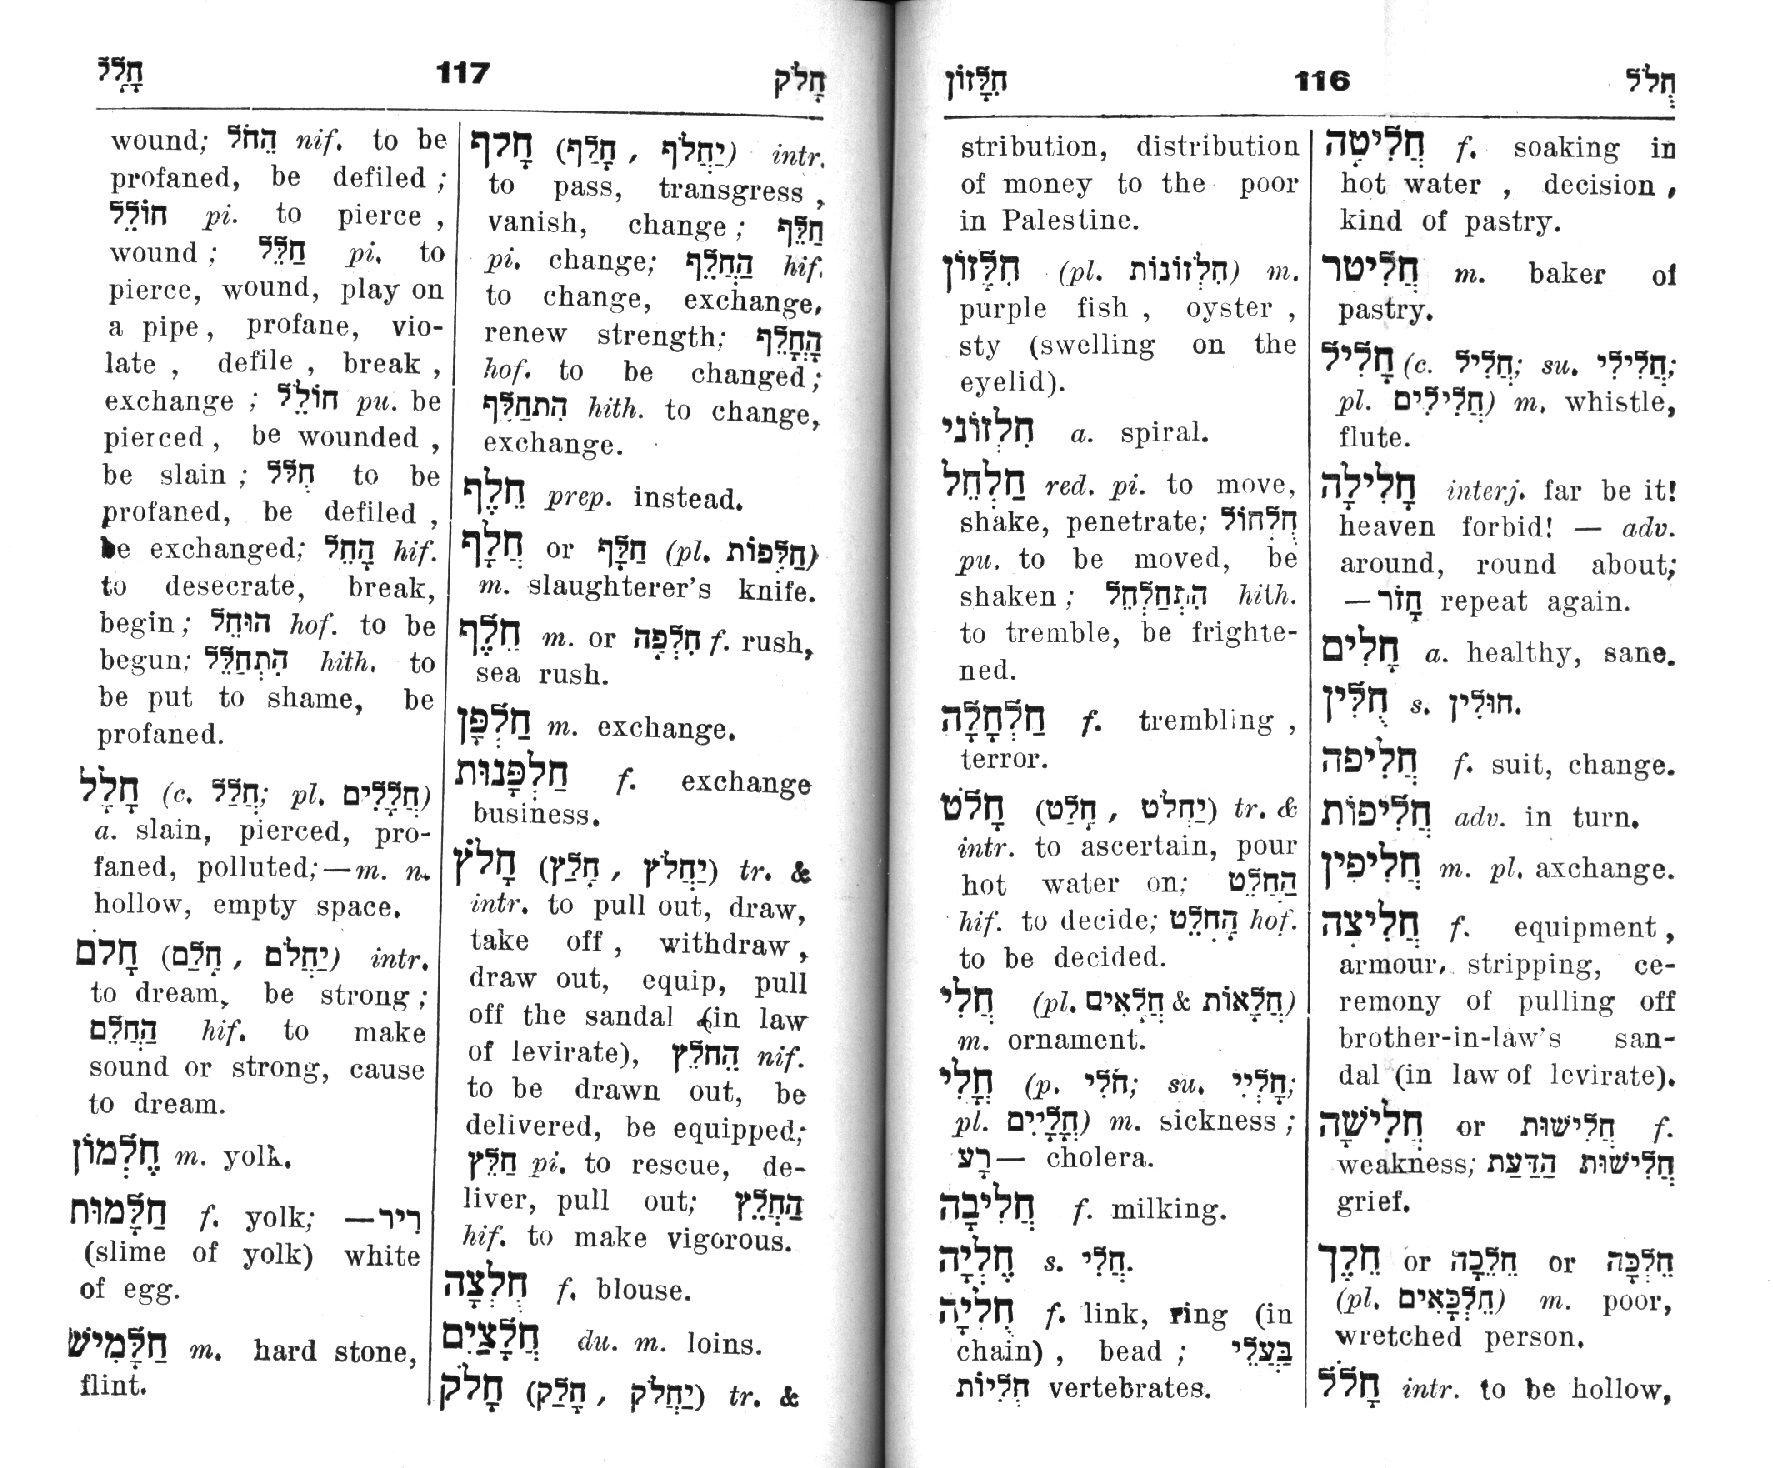 חִלָּזוֹן 116 חֲלל
stribution, distribution
of money to the poor
in Palestine.
חִלָּזוֹן (pl. חִלְזוֹנוֹת) m.
purple fish , oyster ,
sty (swelling on the
eyelid).
חִלְזוֹנִי a. spiral.
חַלְחֵל red. pi. to move,
shake, penetrate; חֻלְחוֹל
pu. to be moved, be
shaken ; הִזְחַלְחֵל hith.
to tremble, be frighte-
ned.
חַלְחָלָה f. trembling ,
terror.
חָלֹט (יַחֲלֹט , חָלַט) tr. &
intr. to ascertain, pour
hot water on; הַחֲלֵט
hif. to decide; הָחְלֵט hof.
to be decided.
חֲלִי (pl. חֲלָאִים & חֲלָאוֹת)
m. ornament.
חֳלִי (p. חֹלִי; su. חָלְיִי;
pl. חֳלָיִים) m. sickness ;
רָע— cholera.
חֲלִיבָה f. milking.
חֶלְיָה s. חֲלִי.
חֻלְיָה f. link, ring (in
chain) , bead ; בַּעֲלֵי
חֻלְיוֹת vertebrates.
חֲלִיטָה f. soaking in
hot water , decision ,
kind of pastry.
חֲלִיטר m. baker of
pastry.
חָלִיל (c. חֲלִיל; su. חֲלִילִי;
pl. חֲלִילִים) m. whistle,
flute.
חָלִילָה interj. far be it!
heaven forbid! — adv.
around, round about;
—חָזֹר repeat again.
חָלִים a. healthy, sane.
חֻלִּין s. חוּלִּין.
חֲלִיפה f. suit, change.
חֲלִיפוֹת adv. in turn.
חֲלִיפִין m. pl. axchange.
חֲלִיצָה f. equipment ,
armour, stripping, ce-
remony of pulling off
brother-in-law's san-
dal (in law of levirate).
חֲלִישָׁה or חֲלִישׁוּת f.
weakness; חֲלִישׁוּת הַדַּעַת
grief.
חֵלֶךְ or חֵלֵכָה or חֵלְכָּה
(pl. חֵלְכָּאִים) m. poor,
wretched person.
חָלֹל intr. to be hollow,
חָלָל 117 חָלֹק
wound; הֵחֹל nif. to be
profaned, be defiled ;
חוֹלֵל pi. to pierce ,
wound ; חַלֵּל pi. to
pierce, wound, play on
a pipe , profane, vio-
late , defile , break ,
exchange ; חוֹלֵל pu. be
pierced , be wounded ,
be slain ; חֻלֹּל to be
profaned, be defiled ,
be exchanged; הָחֵל hif.
to desecrate, break,
begin; הוּחֵל hof. to be
begun; הִתְחַלֵּל hith. to
be put to shame, be
profaned.
חָלָל (c. חֲלַל; pl. חֲלָלִים)
a. slain, pierced, pro-
faned, polluted;—m. n.
hollow, empty space.
חָלֹם (יַחֲלֹם , חָלַם) intr.
to dream, be strong ;
הַחֲלֵם hif. to make
sound or strong, cause
to dream.
חֶלְמוֹן m. yolk.
חַלָּמוּת f. yolk; רִיר—
(slime of yolk) white
of egg.
חַלָּמִישׁ m. hard stone,
flint.
חָלֹף (יַחֲלֹף , חָלַף) intr.
to pass, transgress ,
vanish, change ; חַלֵּף
pi. change; הַחֲלֵף hif.
to change, exchange,
renew strength; הָחֳלֵף
hof. to be changed ;
הִתחַלֵּף hith. to change,
exchange.
חֵלֶף prep. instead.
חֲלָף or חַלָּף (pl. חַלָּפוֹת)
m. slaughterer's knife.
חֵלֶף m. or חִלְפָה f. rush,
sea rush.
חַלְפָּן m. exchange.
חַלְפָּנוּת f. exchange
business.
חָלֹץ (יַחֲלֹץ , חָלַץ) tr. &
intr. to pull out, draw,
take off , withdraw ,
draw out, equip, pull
off the sandal (in law
of levirate), הֵחלֵץ nif.
to be drawn out, be
delivered, be equipped;
חַלֵּץ pi. to rescue, de-
liver, pull out; הַחְלֵץ
hif. to make vigorous.
חֻלְצָה f. blouse.
חֲלָצַיִם du. m. loins.
חָלֹק (יַחֲלֹק , חָלַק) tr. &